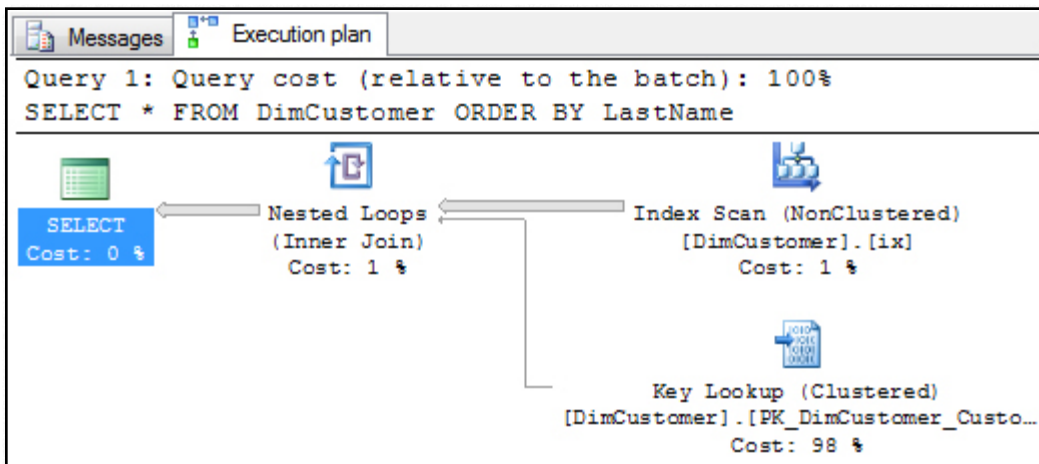 Messages
Execution plan
Query 1: Query cost (relative to the batch): 100%
SELECT * FROM DimCustomer ORDER BY LastName
SELECT
Cost: 0 %
Nested Loops
(Inner Join)
Cost: 1 %
Index Scan (NonClustered)
[DimCustomer].[ix]
Cost: 1 %
Key Lookup (Clustered)
[DimCustomer].[PK_DimCustomer_Custo…
Cost: 98 %